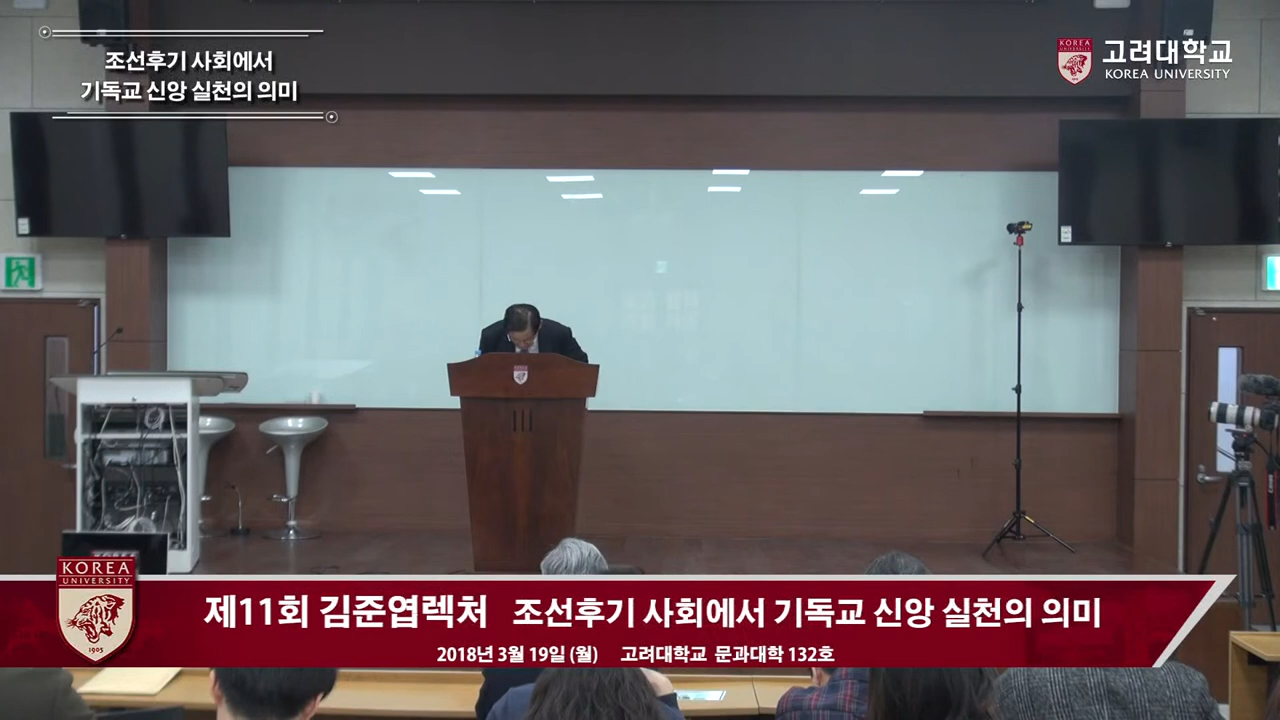 조선후기 사회에서
기독교 신앙 실천의 의미
KOREA
고려대학교
KOREA UNIVERSITY
KOREA
KOREA
UNIVERSITY
1905
제11회 김준엽렉처 조선후기 사회에서 기독교 신앙 실천의 의미
2018년 3월 19일 (월) 고려대학교 문과대학 132호